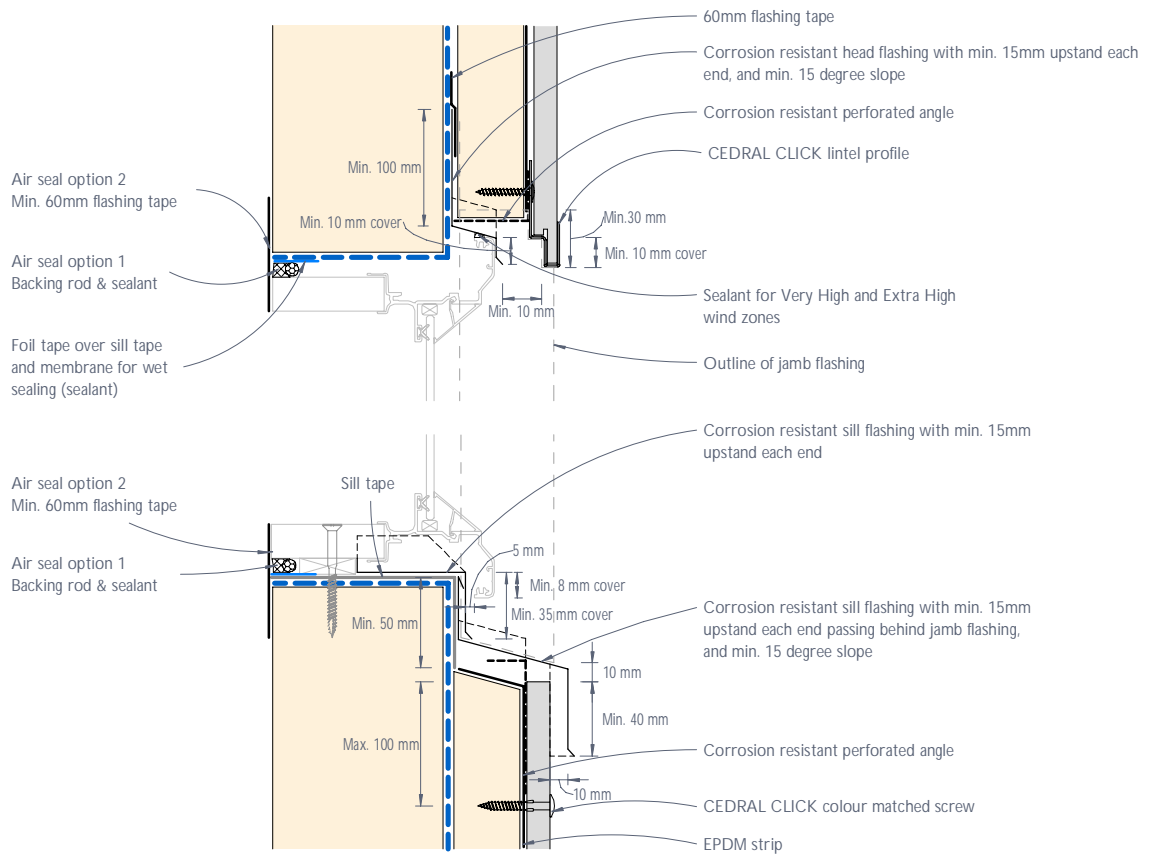 60mm flashing tape
Corrosion resistant head flashing with min. 15mm upstand each
end, and min. 15 degree slope
Corrosion resistant perforated angle
CEDRAL CLICK lintel profile
Min. 100 mm
Air seal option 2
Min. 60mm flashing tape
Min. 10 mm cover
Min.30 mm
Min. 10 mm cover
Air seal option 1
Backing rod & sealant
Sealant for Very High and Extra High
wind zones
Min. 10 mm
Foil tape over sill tape
and membrane for wet
sealing (sealant)
Outline of jamb flashing
Corrosion resistant sill flashing with min. 15mm
upstand each end
Air seal option 2
Min. 60mm flashing tape
Sill tape
5 mm
Air seal option 1
Backing rod & sealant
Min. 8 mm cover
Min. 35 mm cover
Min. 50 mm
Corrosion resistant sill flashing with min. 15mm
upstand each end passing behind jamb flashing,
and min. 15 degree slope
10 mm
Min. 40 mm
Max. 100 mm
Corrosion resistant perforated angle
10 mm
CEDRAL CLICK colour matched screw
EPDM strip